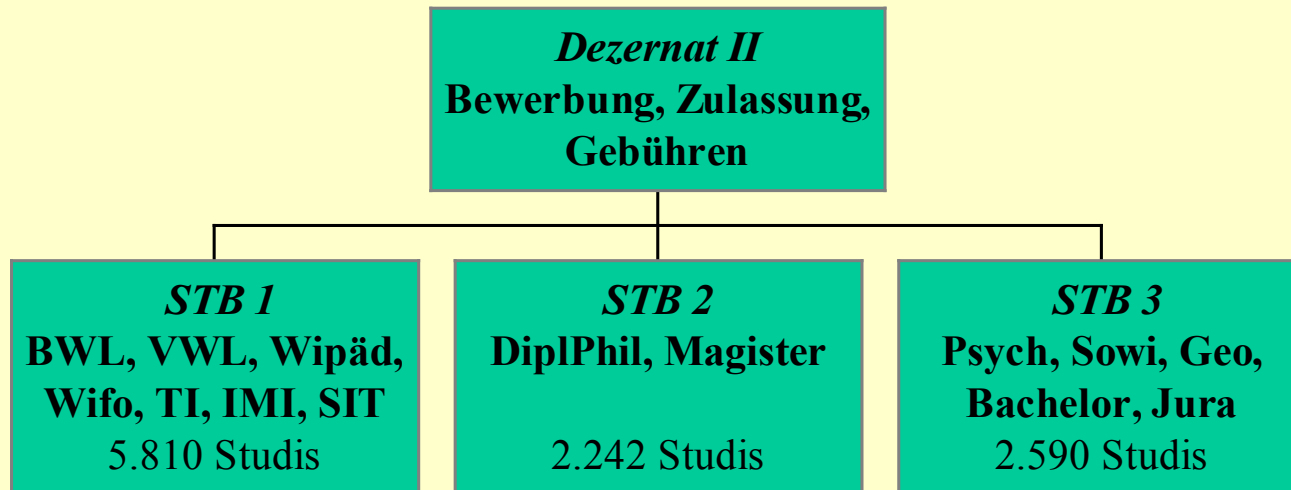 Dezernat II
Bewerbung, Zulassung,
Gebühren
STB 1
BWL, VWL, Wipäd,
Wifo, TI, IMI, SIT
5.810 Studis
STB 2
DiplPhil, Magister
2.242 Studis
STB 3
Psych, Sowi, Geo,
Bachelor, Jura
2.590 Studis